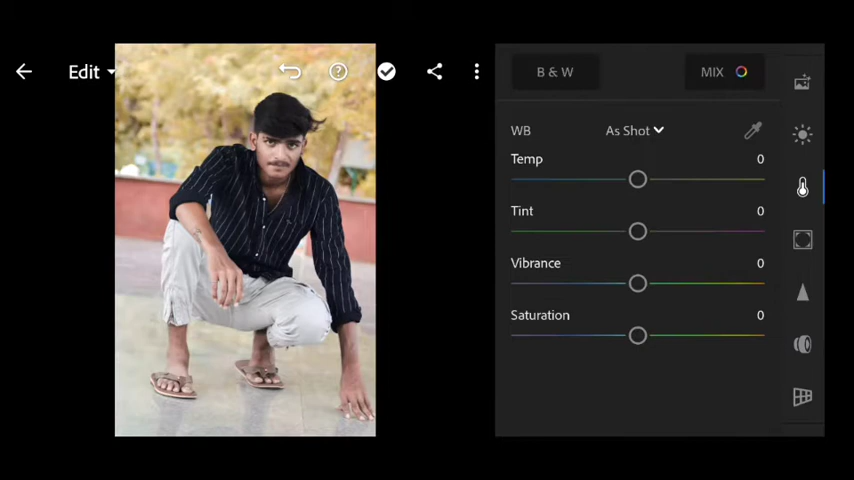 Edit
B & W
MIX
WB
As Shot
Temp
0
Tint
0
Vibrance
0
Saturation
0